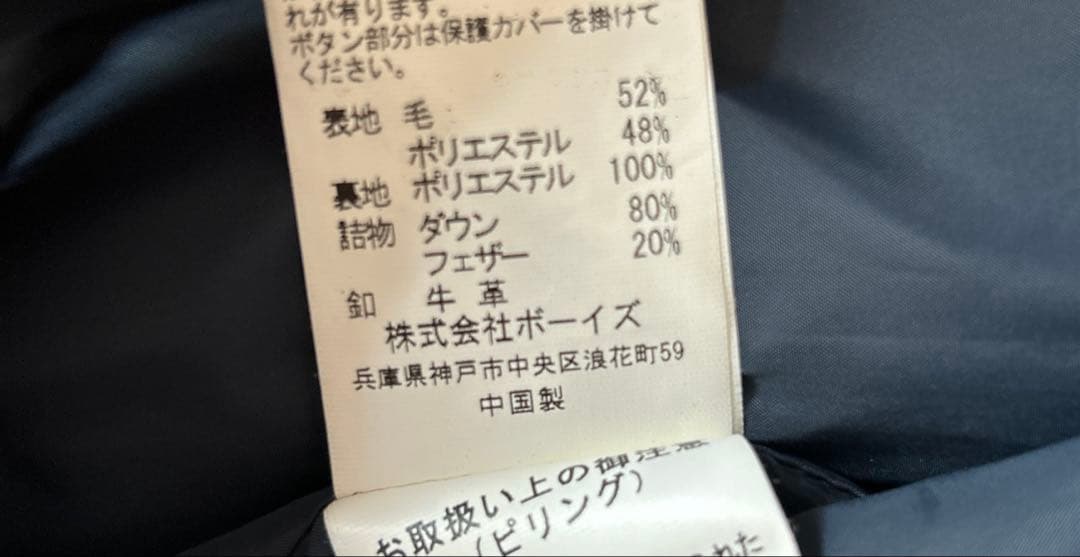 れが有ります。
ボタン部分は保護カバーを掛けて
ください。
表地 毛 52%
ポリエステル 48%
裏地 ポリエステル 100%
詰物 ダウン 80%
フェザー 20%
釦 牛革
株式会社ボーイズ
兵庫県神戸市中央区浪花町59
中国製
お取扱い上の御注意
(ピリング)
れた